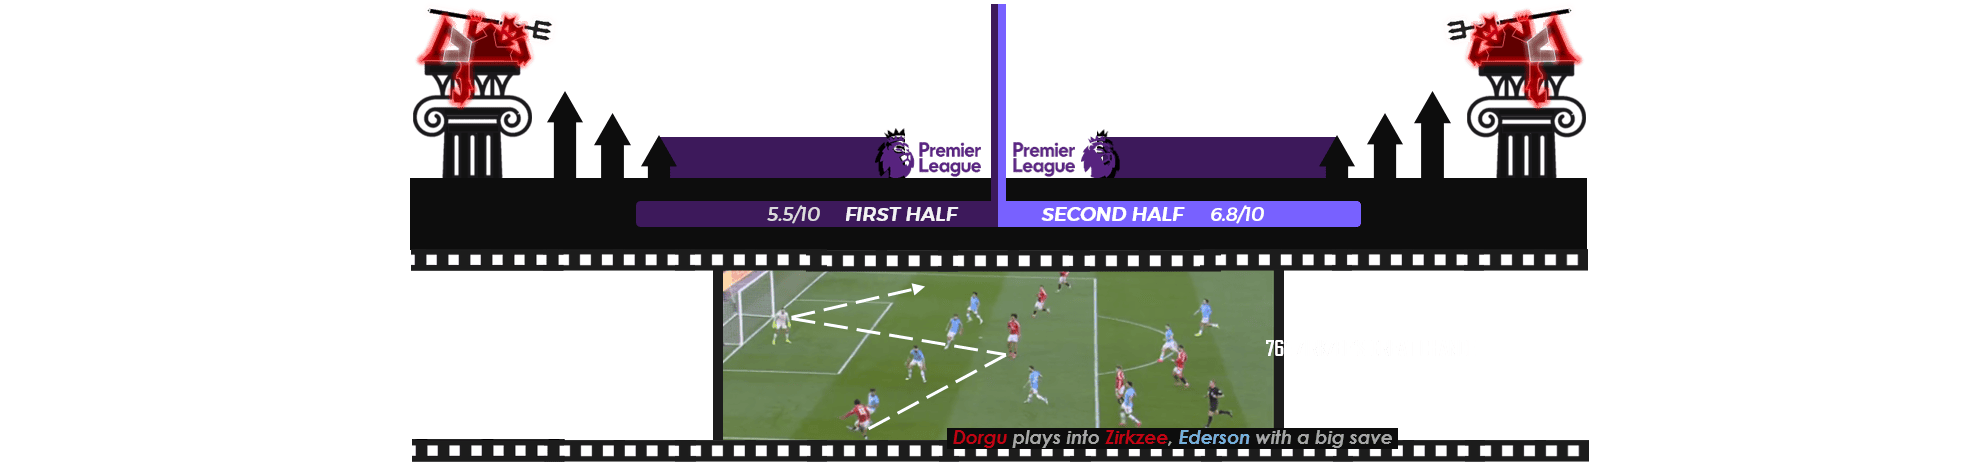 Premier
League
Premier
League
5.5/10 FIRST HALF
SECOND HALF 6.8/10
76
Dorgu plays into Zirkzee, Ederson with a big save